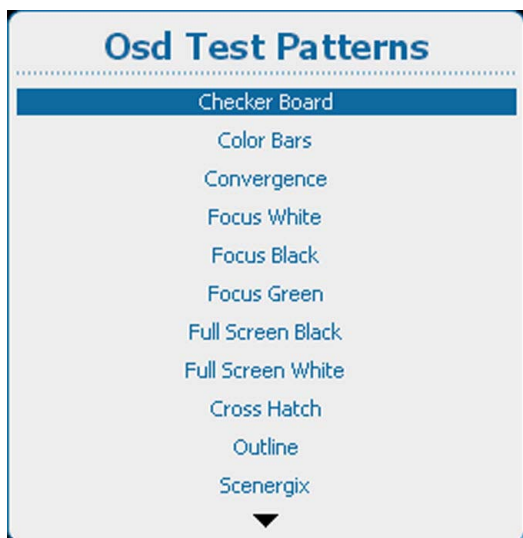 Osd Test Patterns
Checker Board
Color Bars
Convergence
Focus White
Focus Black
Focus Green
Full Screen Black
Full Screen White
Cross Hatch
Outline
Scenergix